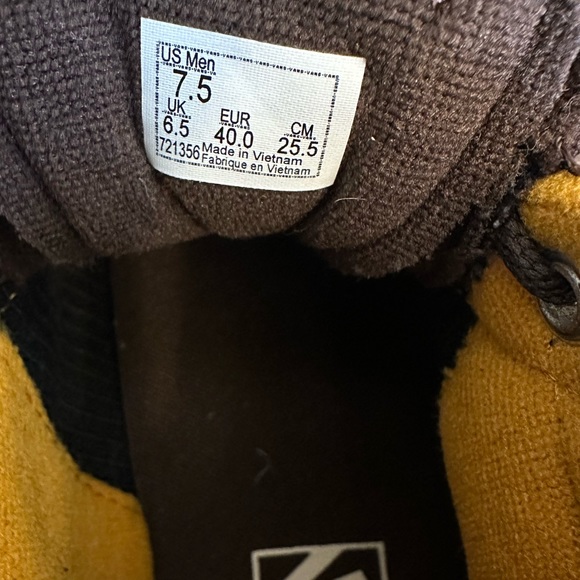 US Men
7.5
UK EUR CM
6.5 40.0 25.5
721356 Made in Vietnam
Fabrique en Vietnam